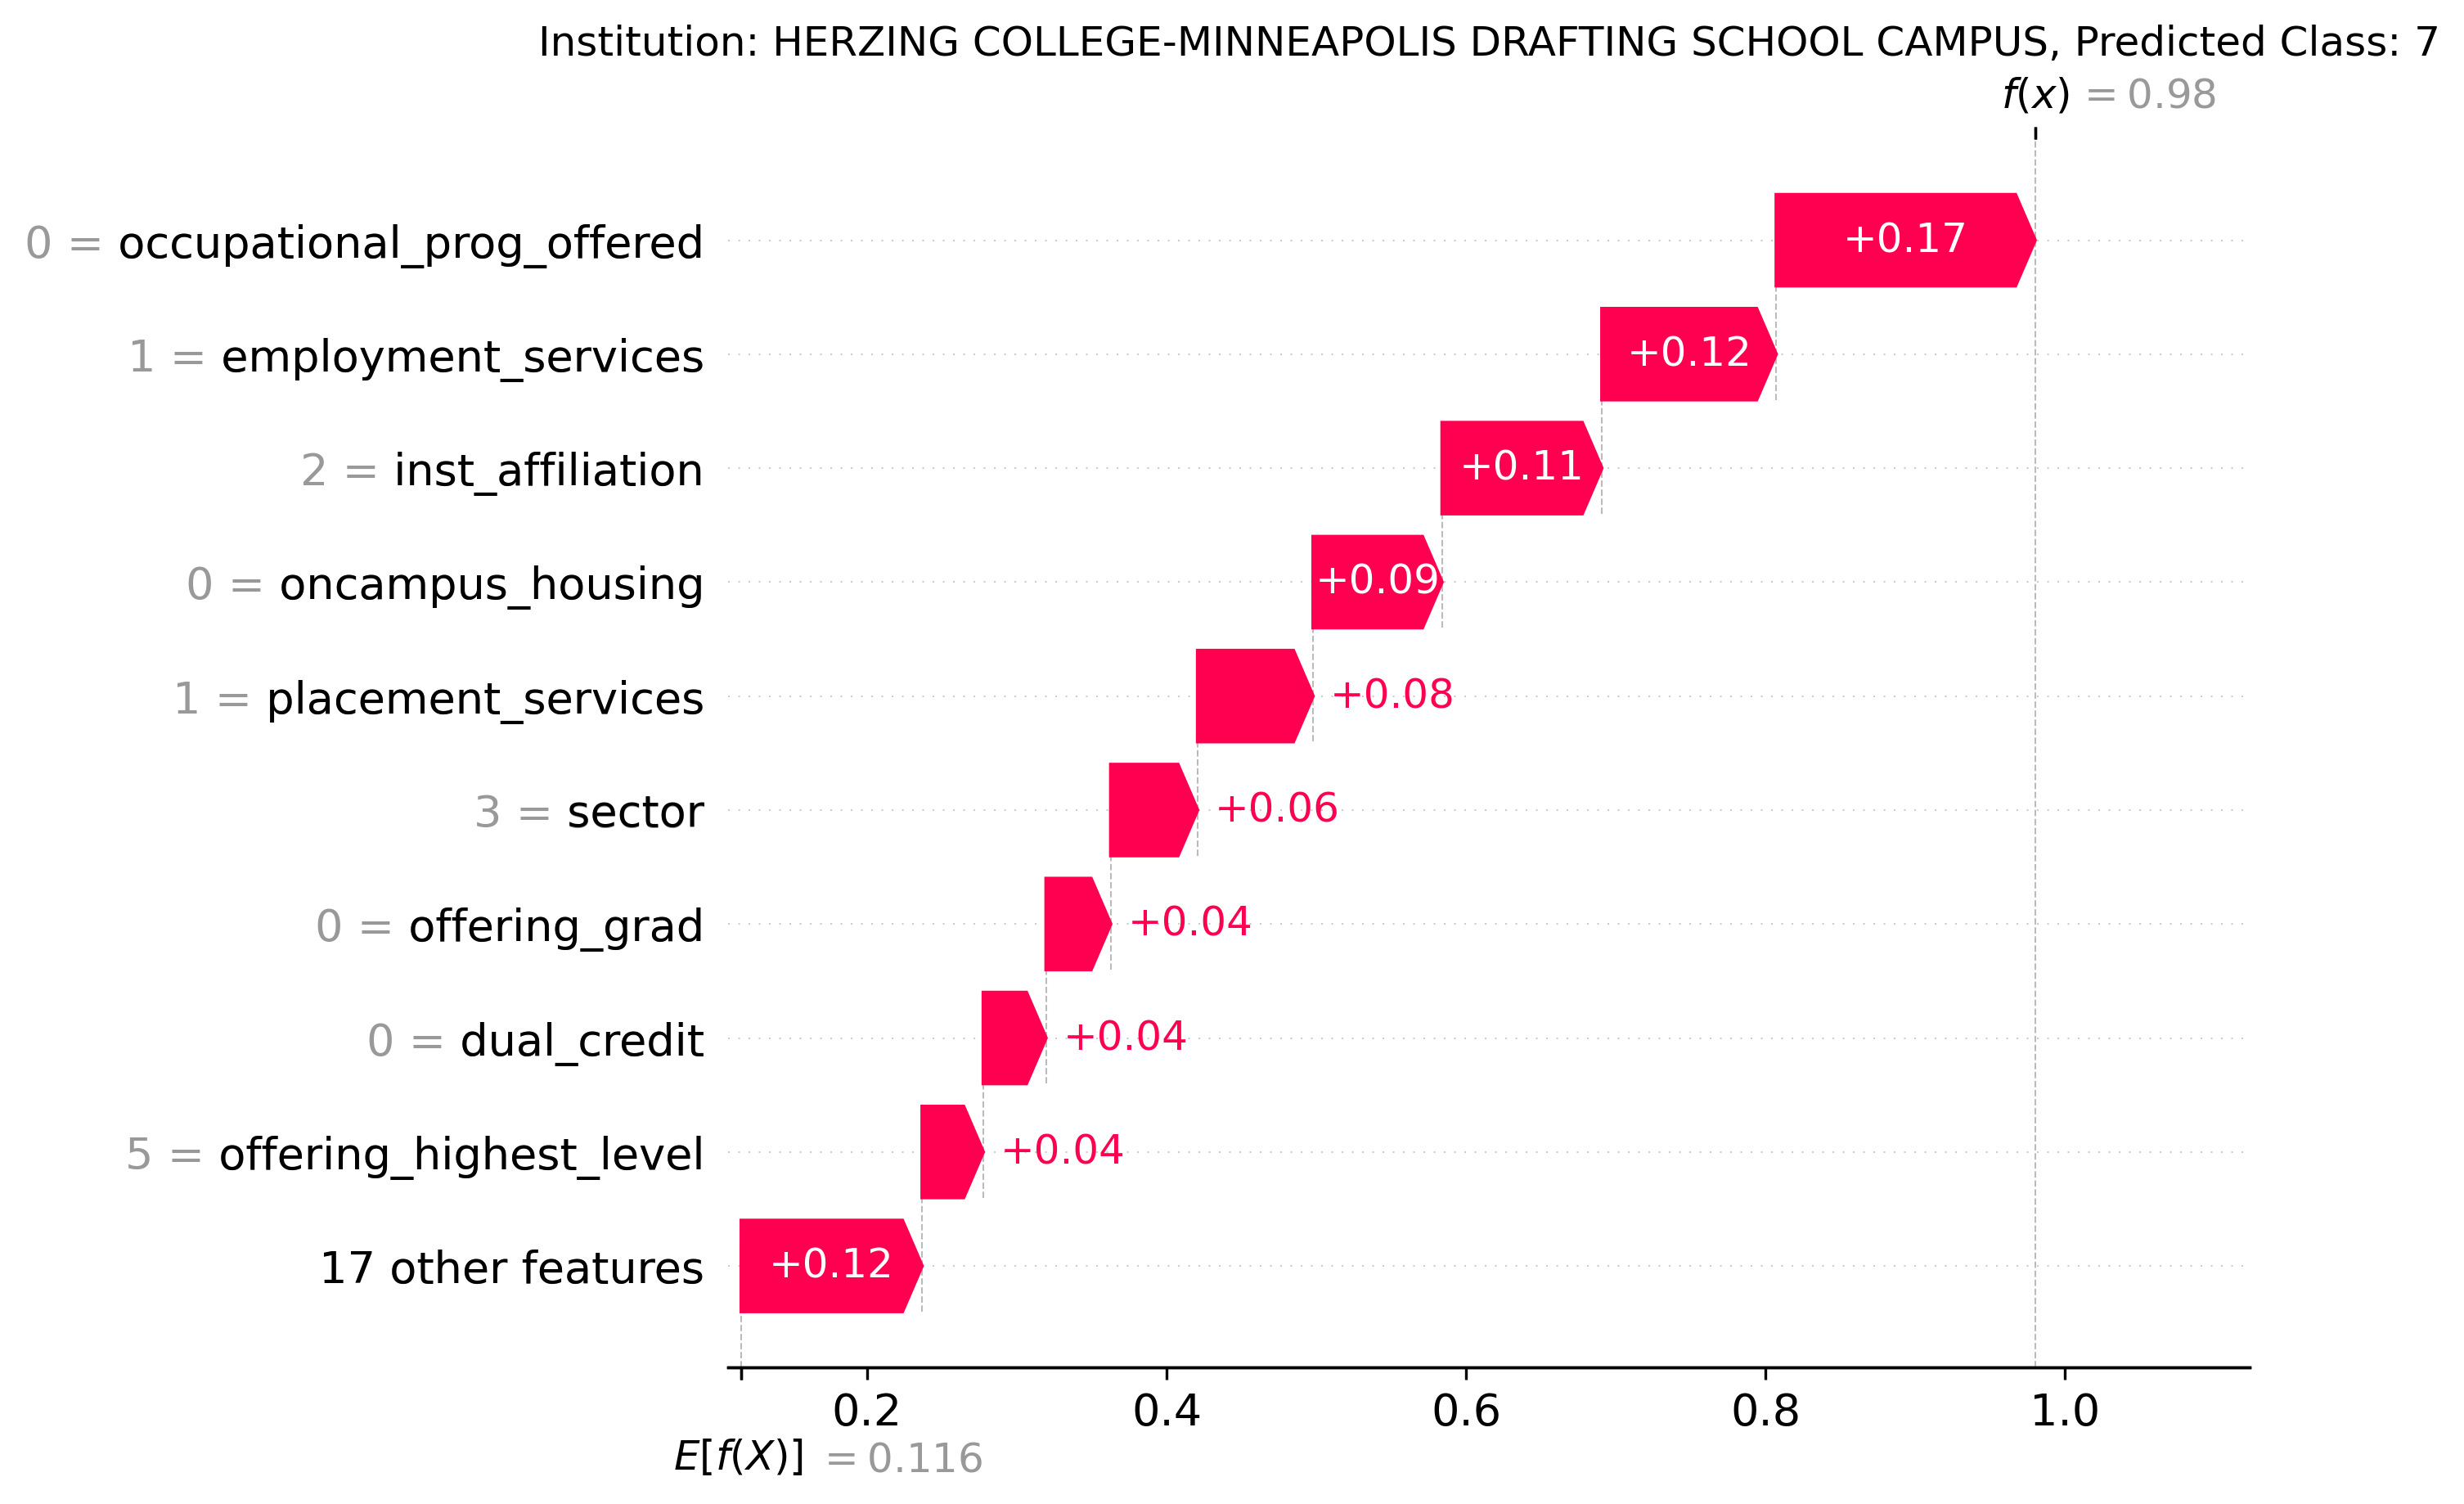 Institution: HERZING COLLEGE-MINNEAPOLIS DRAFTING SCHOOL CAMPUS, Predicted Class: 7
f(x) = 0.98
0 = occupational_prog_offered +0.17
1 = employment_services +0.12
2 = inst_affiliation +0.11
0 = oncampus_housing +0.09
1 = placement_services +0.08
3 = sector +0.06
0 = offering_grad +0.04
0 = dual_credit +0.04
5 = offering_highest_level +0.04
17 other features +0.12
0.2 0.4 0.6 0.8 1.0
E[f(X)] = 0.116